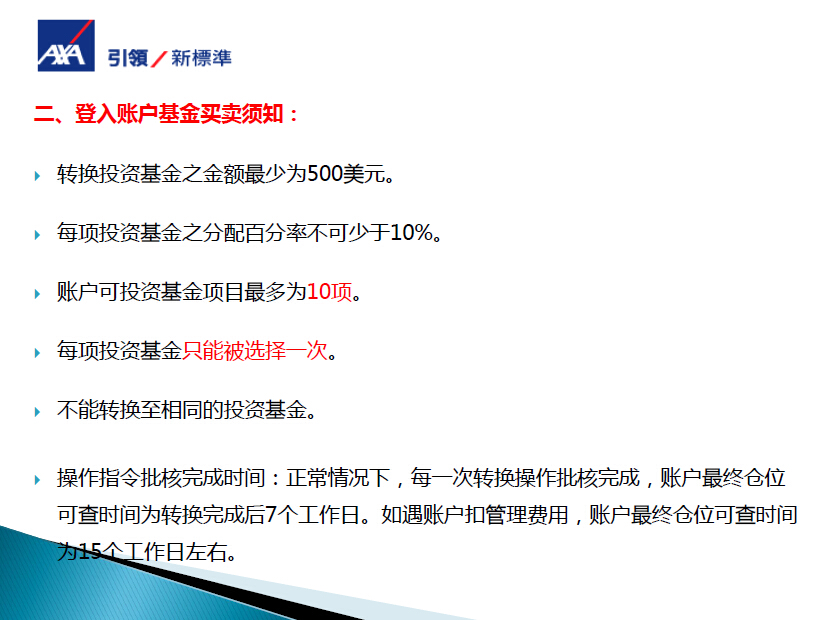 AXA
引領/新標準
二、登入账户基金买卖须知：
转换投资基金之金额最少为500美元。
每项投资基金之分配百分率不可少于10%。
账户可投资基金项目最多为10项。
每项投资基金只能被选择一次。
不能转换至相同的投资基金。
操作指令批核完成时间：正常情况下，每一次转换操作批核完成，账户最终仓位
可查时间为转换完成后7个工作日。如遇账户扣管理费用，账户最终仓位可查时间
为15个工作日左右。